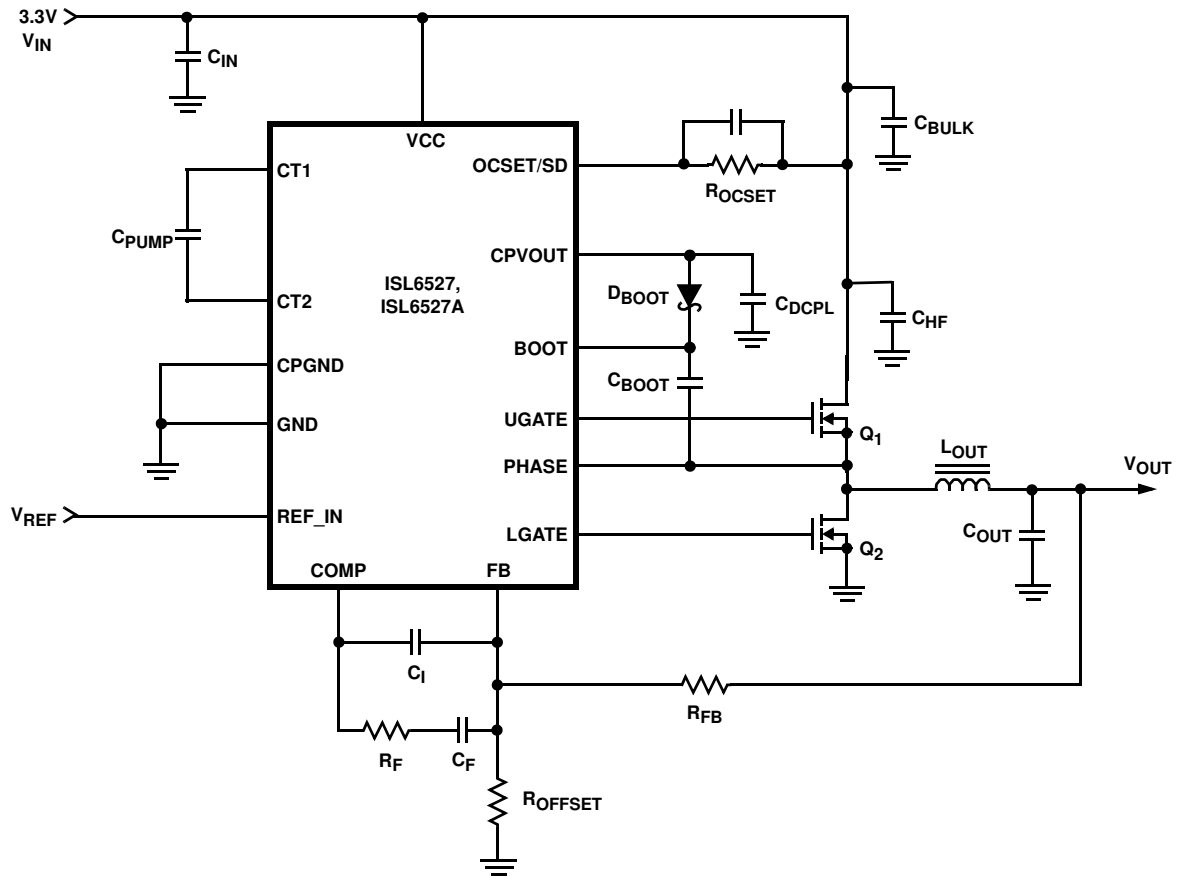 3.3V
VIN
CIN
VCC
CBULK
CT1
OCSET/SD
ROCSET
CPUMP
CPVOUT
ISL6527,
ISL6527A
DBOOT
CDCPL
CT2
CHF
BOOT
CPGND
CBOOT
UGATE
GND
Q1
PHASE
LOUT
VOUT
VREF
REF_IN
LGATE
COUT
Q2
COMP
FB
CI
RFB
RF
CF
ROFFSET